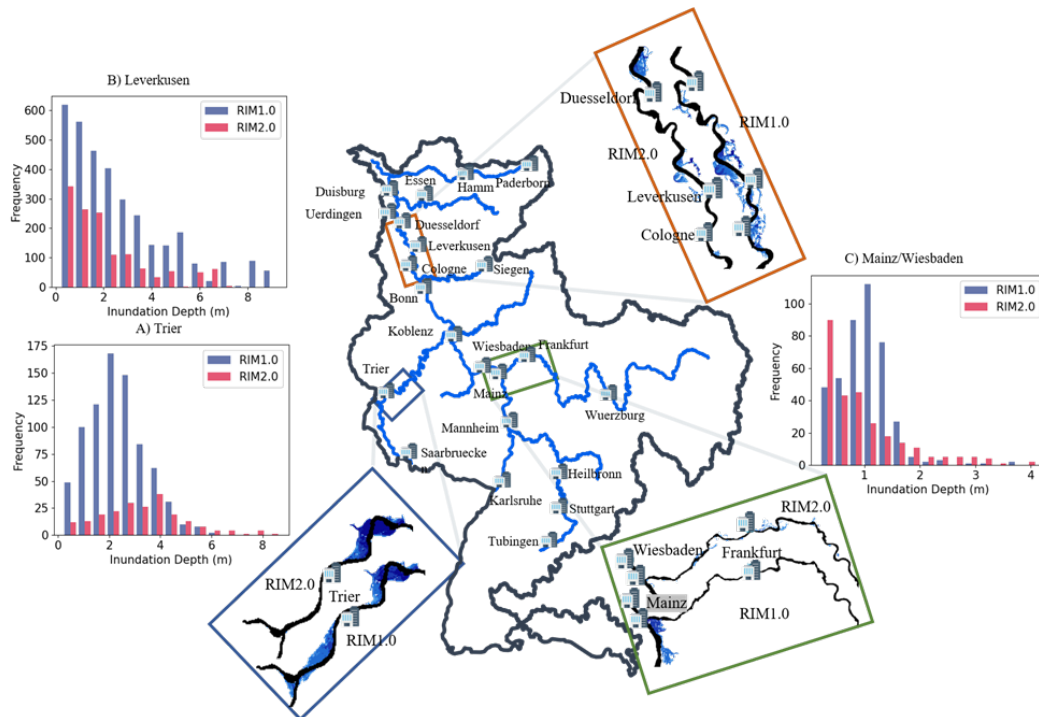 B) Leverkusen
RIM1.0
RIM2.0
600
500
400
300
200
100
0
Frequency
0 2 4 6 8
Inundation Depth (m)
A) Trier
RIM1.0
RIM2.0
175
150
125
100
75
50
25
0
Frequency
0 2 4 6 8
Inundation Depth (m)
Essen
Hamm
Paderborn
Duisburg
Uerdingen
Duesseldorf
Leverkusen
Cologne
Siegen
Bonn
Koblenz
Wiesbaden
Frankfurt
Trier
Mainz
Wuerzburg
Mannheim
Saarbruecke
Heilbronn
Karlsruhe
Stuttgart
Tubingen
Duesseldorf
RIM1.0
RIM2.0
Leverkusen
Cologne
C) Mainz/Wiesbaden
RIM1.0
RIM2.0
100
80
60
40
20
0
Frequency
0 1 2 3 4
Inundation Depth (m)
RIM2.0
Trier
RIM1.0
RIM2.0
Wiesbaden
Frankfurt
Mainz
RIM1.0